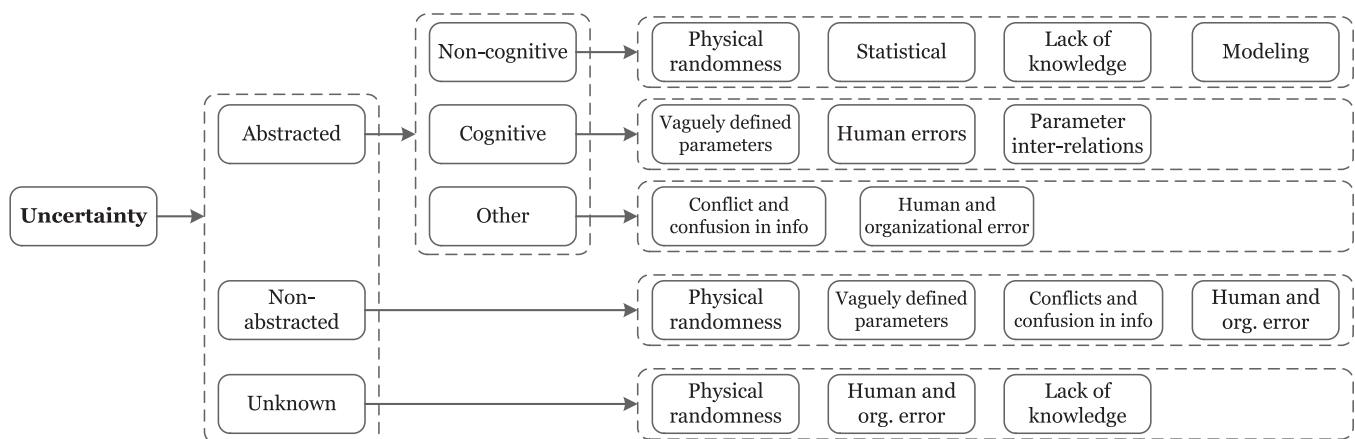 Non-cognitive
Physical
randomness
Statistical
Lack of
knowledge
Modeling
Abstracted
Cognitive
Vaguely defined
parameters
Human errors
Parameter
inter-relations
Uncertainty
Other
Conflict and
confusion in info
Human and
organizational error
Non-
abstracted
Physical
randomness
Vaguely defined
parameters
Conflicts and
confusion in info
Human and
org. error
Unknown
Physical
randomness
Human and
org. error
Lack of
knowledge